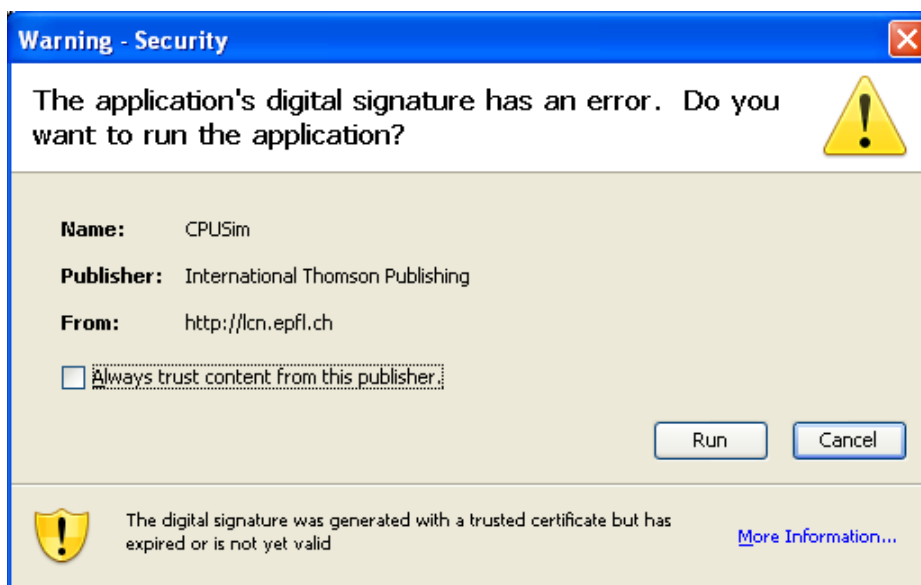 Warning - Security
The application's digital signature has an error. Do you
want to run the application?
Name: CPUSim
Publisher: International Thomson Publishing
From: http://lcn.epfl.ch
Always trust content from this publisher.
Run Cancel
The digital signature was generated with a trusted certificate but has
expired or is not yet valid
More Information...